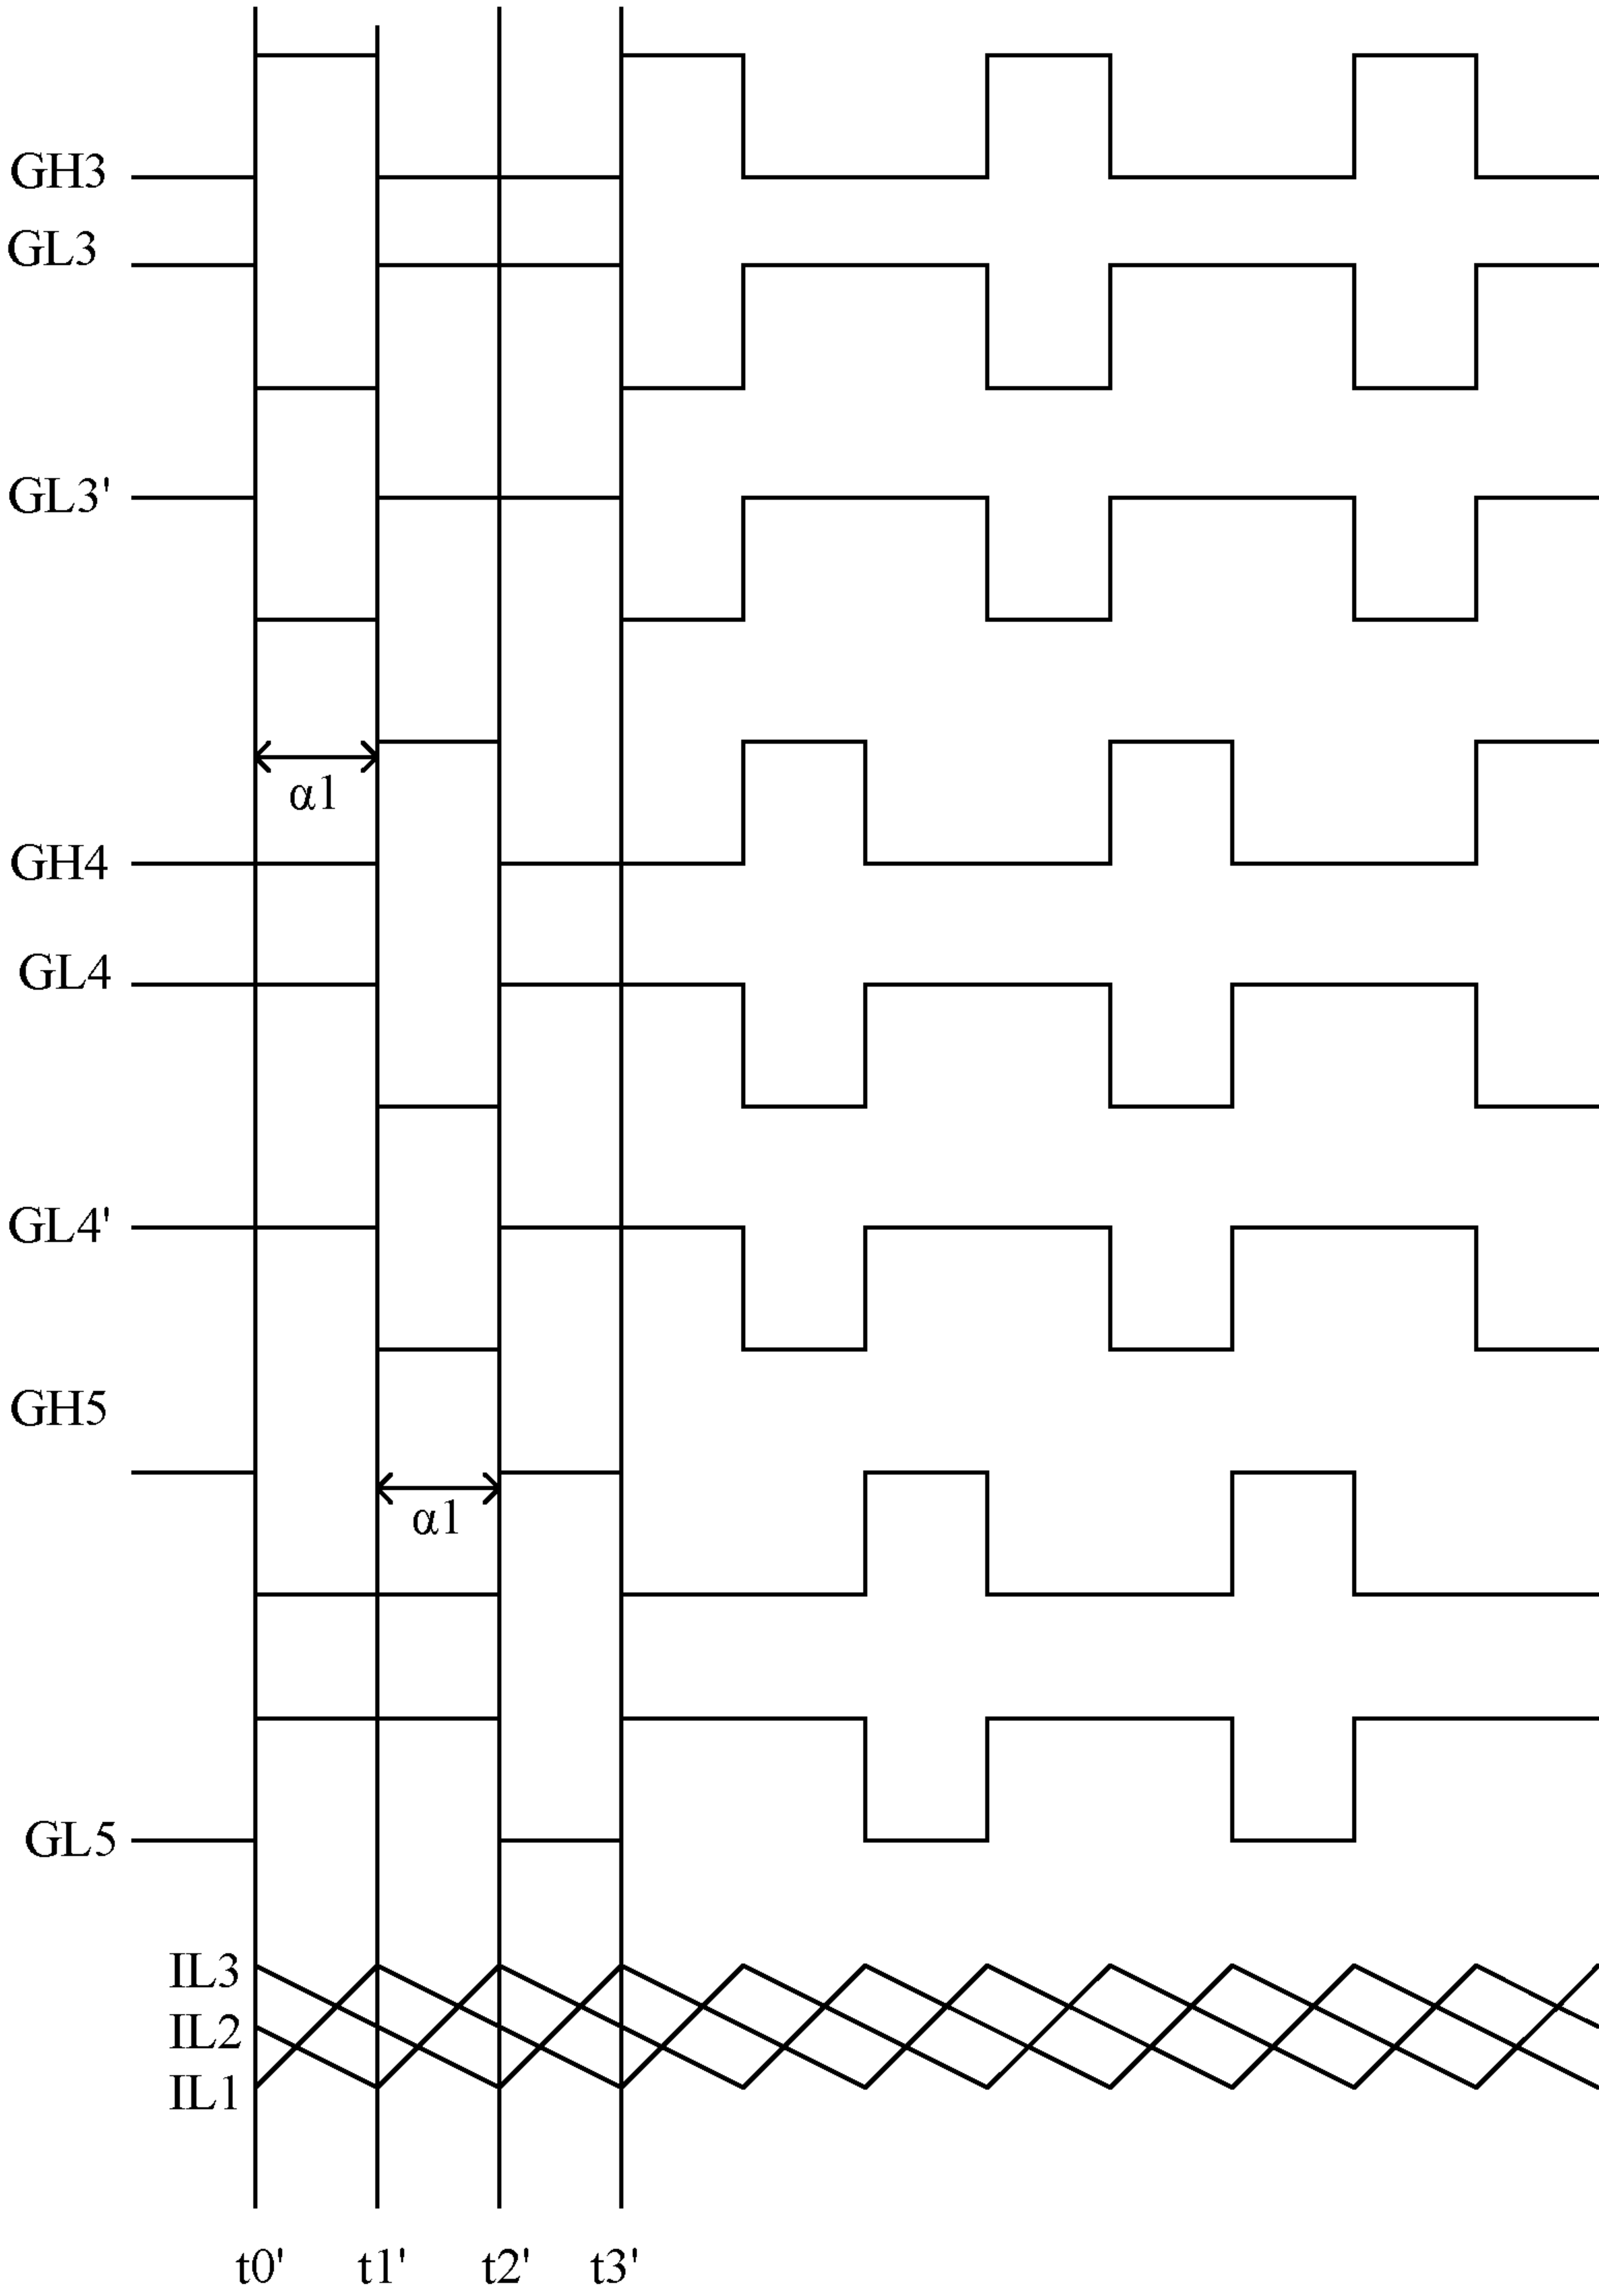 GH3
GL3
GL3'
α1
GH4
GL4
GL4'
GH5
α1
GL5
IL3
IL2
IL1
t0' t1' t2' t3'